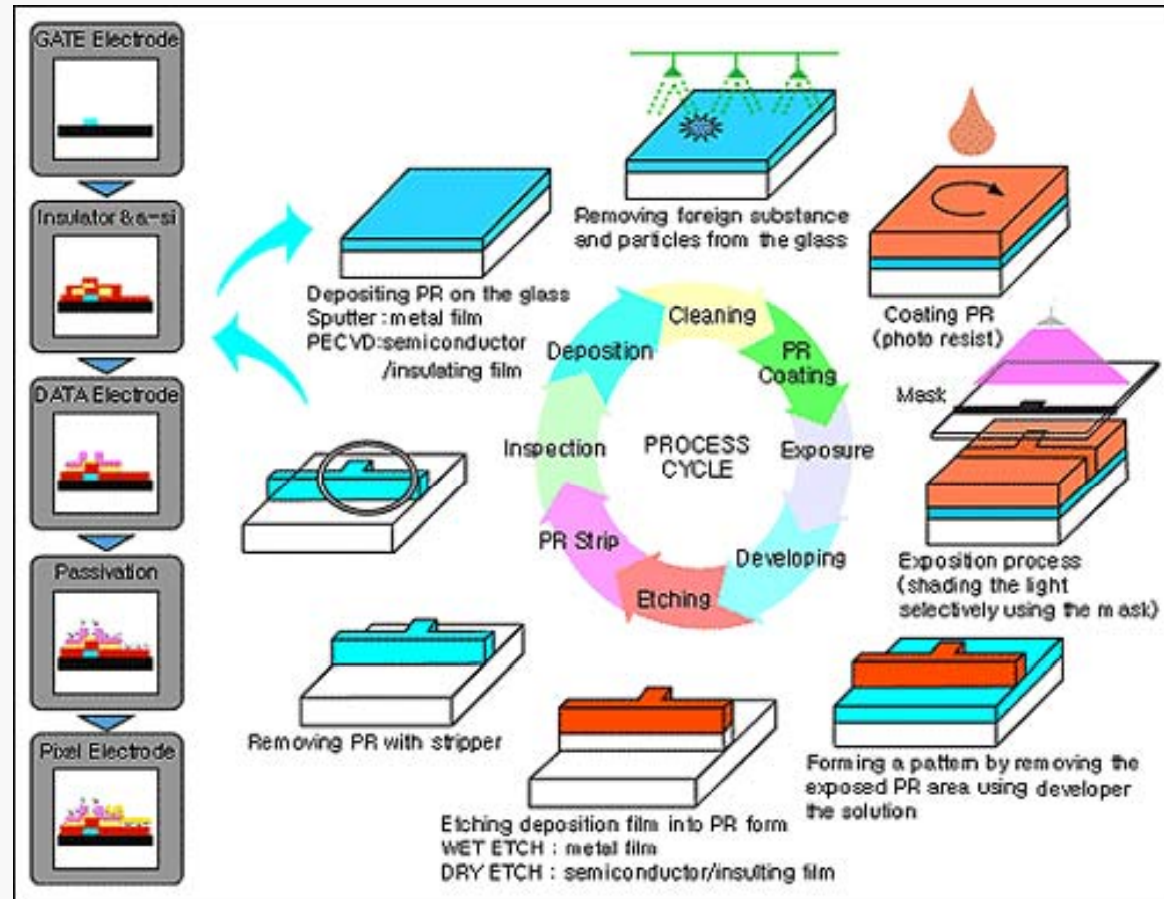 GATE Electrode
Insulator & a-si
DATA Electrode
Passivation
Pixel Electrode
Depositing PR on the glass
Sputter : metal film
PECVD:semiconductor
/insulating film
Removing foreign substance
and particles from the glass
Coating PR
(photo resist)
Mask
Exposition process
(shading the light
selectively using the mask)
Forming a pattern by removing the
exposed PR area using developer
the solution
Etching deposition film into PR form
WET ETCH : metal film
DRY ETCH : semiconductor/insulting film
Removing PR with stripper
PROCESS
CYCLE
Deposition
Cleaning
PR
Coating
Exposure
Developing
Etching
PR Strip
Inspection